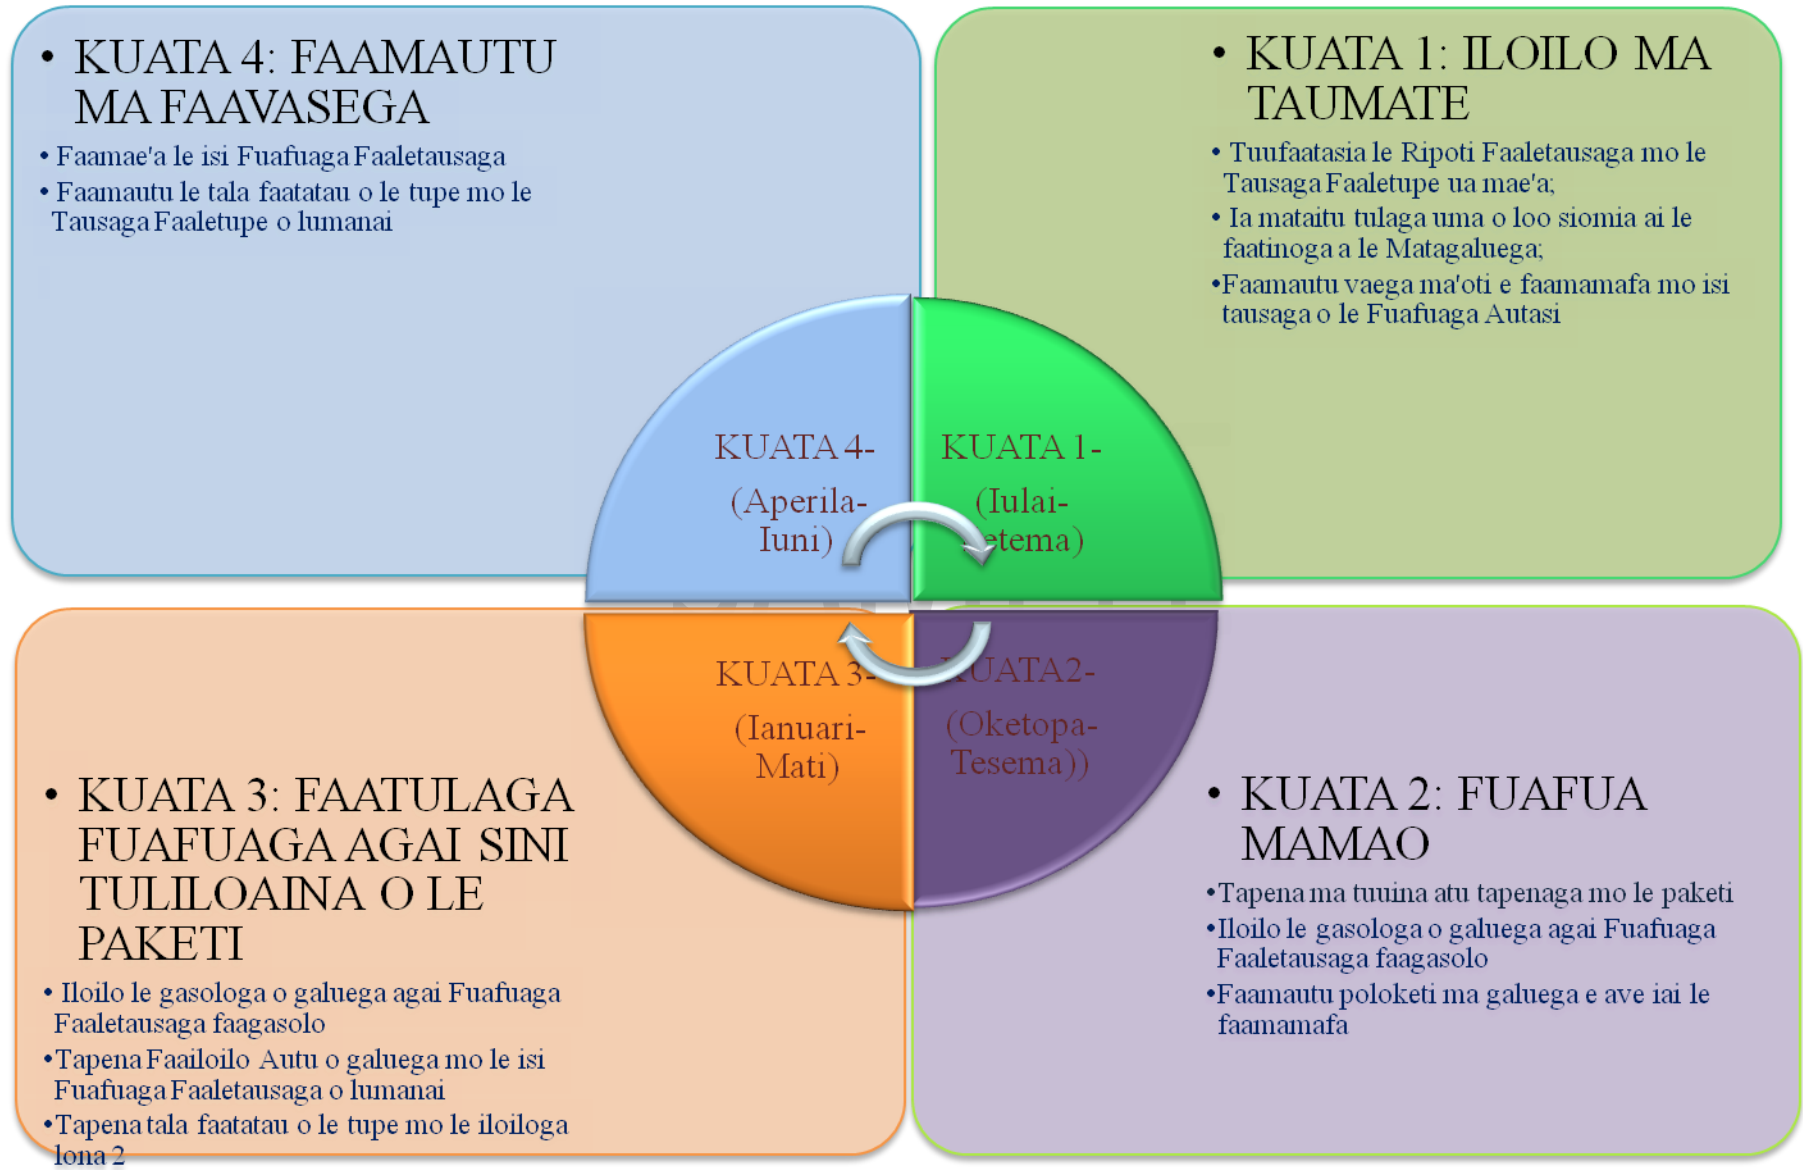 • KUATA 4: FAAMAUTU
MA FAAVASEGA
• Faamae'a le isi Fuafuaga Faaletausaga
• Faamautu le tala faatatau o le tupe mo le
Tausaga Faaletupe o lumanai
• KUATA 1: ILOILO MA
TAUMATE
• Tuufaatasia le Ripoti Faaletausaga mo le
Tausaga Faaletupe ua mae'a;
• Ia mataitu tulaga uma o loo siomia ai le
faatinoga a le Matagaluega;
•Faamautu vaega ma'oti e faamamafa mo isi
tausaga o le Fuafuaga Autasi
KUATA 4-
(Aperila-
Iuni)
KUATA 1-
(Iulai-
etema)
KUATA 3-
(Ianuari-
Mati)
KUATA2-
(Oketopa-
Tesema))
• KUATA 3: FAATULAGA
FUAFUAGA AGAI SINI
TULILOAINA O LE
PAKETI
• Iloilo le gasologa o galuega agai Fuafuaga
Faaletausaga faagasolo
•Tapena Faailoilo Autu o galuega mo le isi
Fuafuaga Faaletausaga o lumanai
•Tapena tala faatatau o le tupe mo le iloiloga
lona 2
• KUATA 2: FUAFUA
MAMAO
•Tapena ma tuuina atu tapenaga mo le paketi
•Iloilo le gasologa o galuega agai Fuafuaga
Faaletausaga faagasolo
•Faamautu poloketi ma galuega e ave iai le
faamamafa